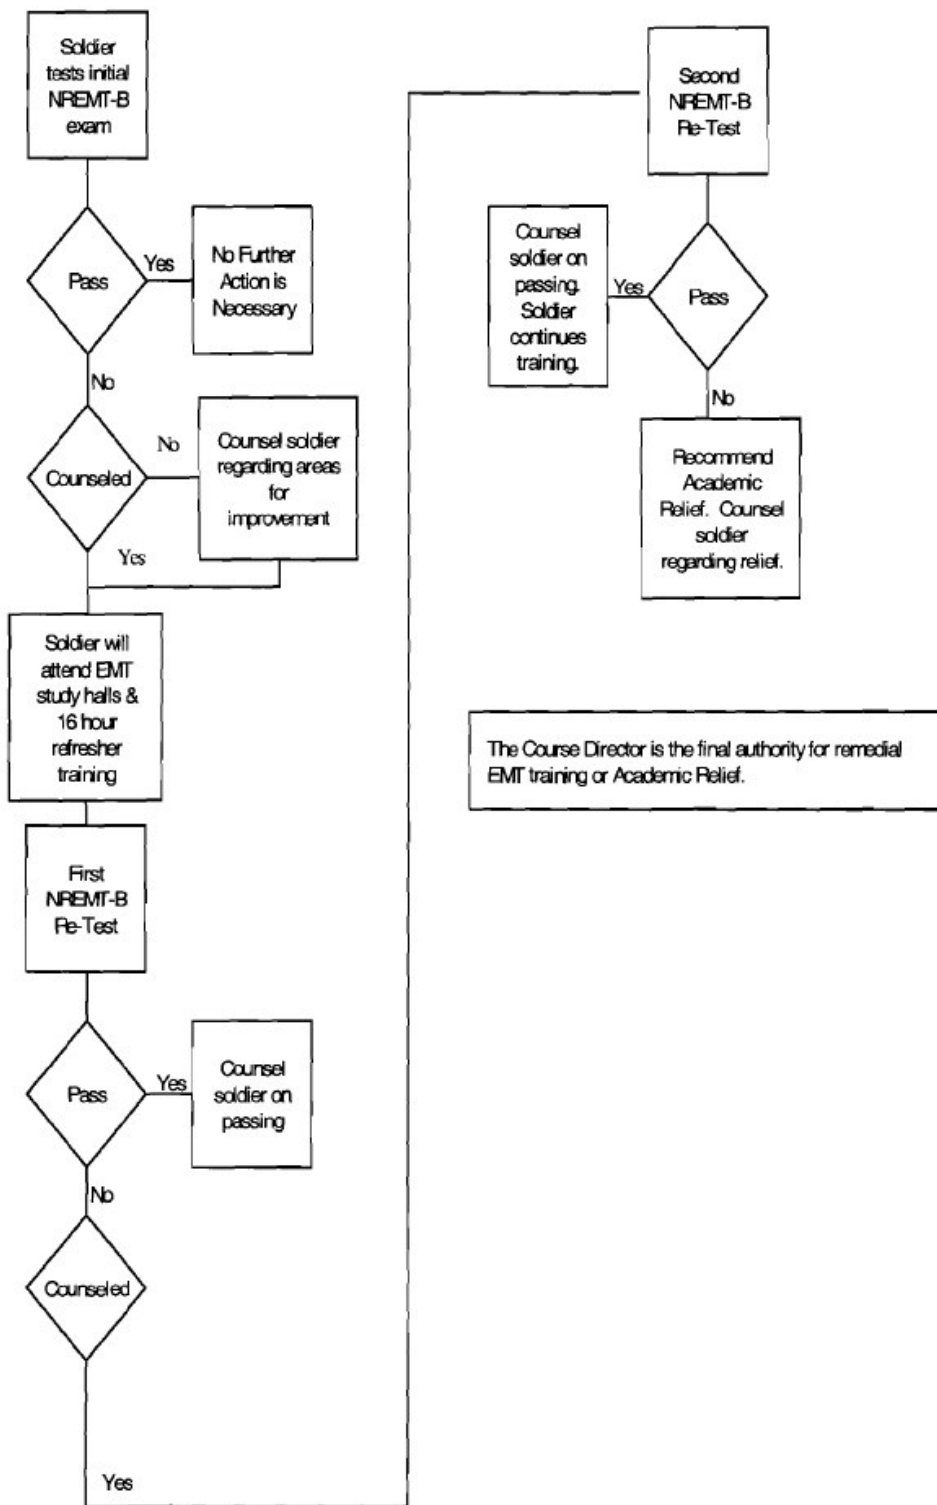 Soldier
tests initial
NREMT-B
exam
Pass
Yes
No Further
Action is
Necessary
No
Counseled
No
Counsel soldier
regarding areas
for
improvement
Yes
Soldier will
attend EMT
study halls &
16 hour
refresher
training
First
NREMT-B
Re-Test
Pass
Yes
Counsel
soldier on
passing
No
Counseled
Yes
Second
NREMT-B
Re-Test
Pass
Yes
Counsel
soldier on
passing.
Soldier
continues
training.
No
Recommend
Academic
Relief. Counsel
soldier
regarding relief.
The Course Director is the final authority for remedial
EMT training or Academic Relief.